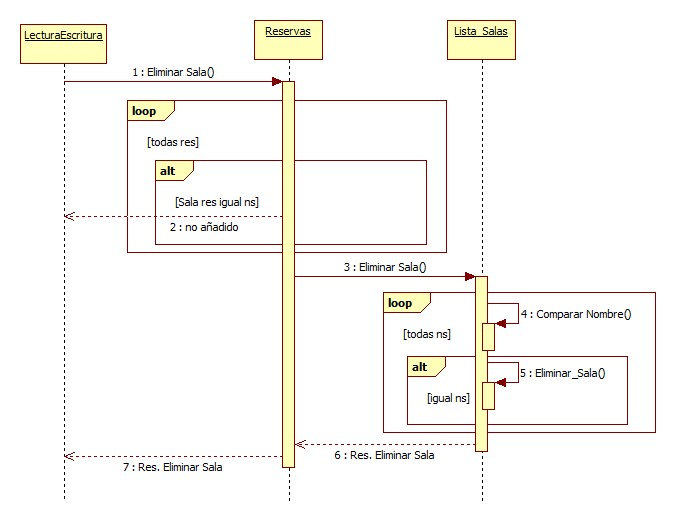 LecturaEscritura
Reservas
Lista_Salas
1 : Eliminar Sala()
loop
[todas res]
alt
[Sala res igual ns]
2 : no añadido
3 : Eliminar Sala()
loop
4 : Comparar Nombre()
[todas ns]
alt
5 : Eliminar_Sala()
[igual ns]
6 : Res. Eliminar Sala
7 : Res. Eliminar Sala